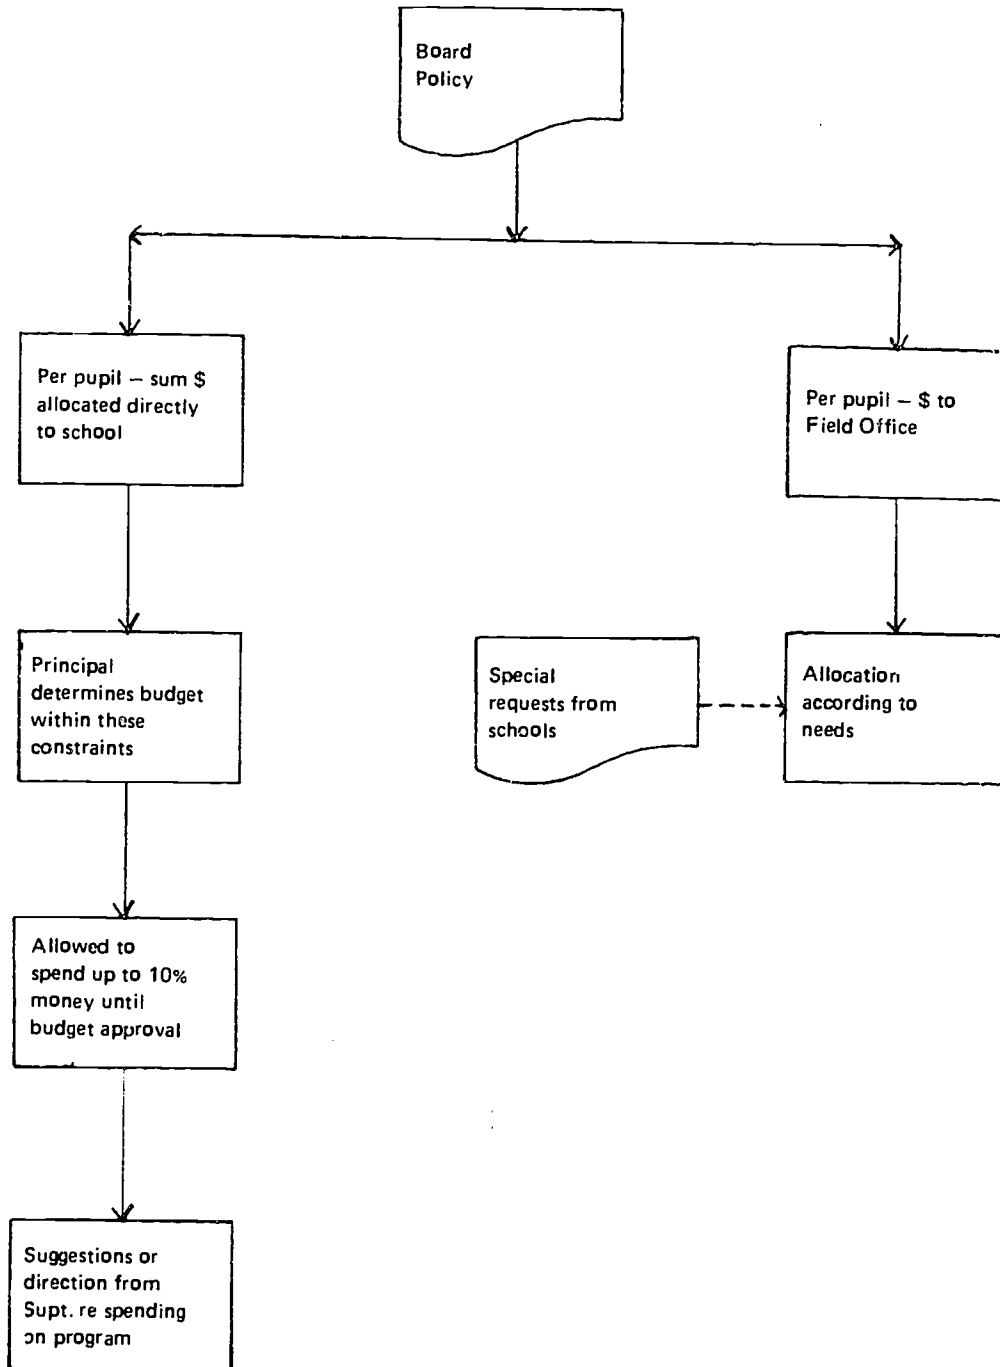 Board
Policy
Per pupil – sum $
allocated directly
to school
Per pupil – $ to
Field Office
Principal
determines budget
within these
constraints
Special
requests from
schools
Allocation
according to
needs
Allowed to
spend up to 10%
money until
budget approval
Suggestions or
direction from
Supt. re spending
on program